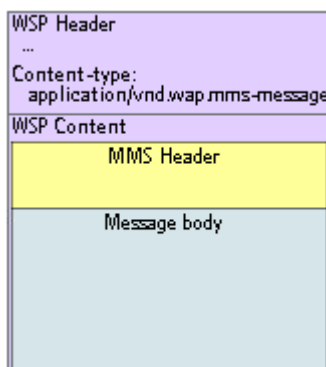 WSP Header
...
Content-type:
application/vnd.wap.mms-message
WSP Content
MMS Header
Message body